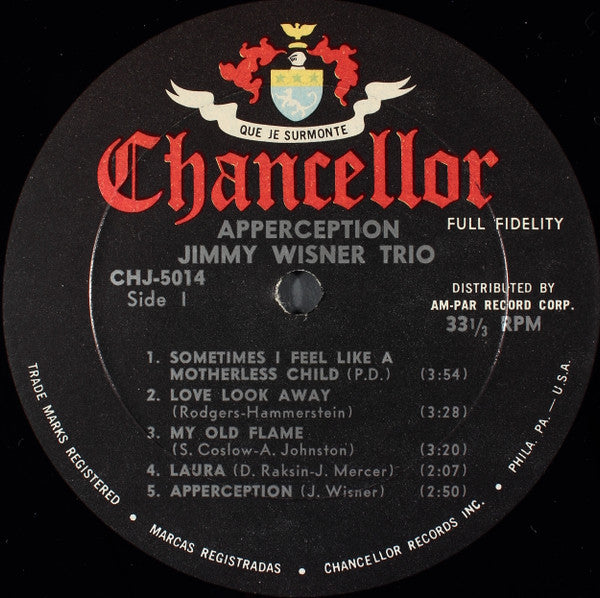 QUE JE SURMONTE
Chancellor
APPERCEPTION
FULL FIDELITY
JIMMY WISNER TRIO
CHJ-5014
Side I
DISTRIBUTED BY
AM-PAR RECORD CORP.
33 1/3 RPM
1. SOMETIMES I FEEL LIKE A
MOTHERLESS CHILD (P.D.) (3:54)
2. LOVE LOOK AWAY
(Rodgers-Hammerstein) (3:28)
3. MY OLD FLAME
(S. Coslow-A. Johnston) (3:20)
4. LAURA (D. Raksin-J. Mercer) (2:07)
5. APPERCEPTION (J. Wisner) (2:50)
TRADE MARKS REGISTERED • MARCAS REGISTRADAS • CHANCELLOR RECORDS INC. • PHILA. PA. — U.S.A.